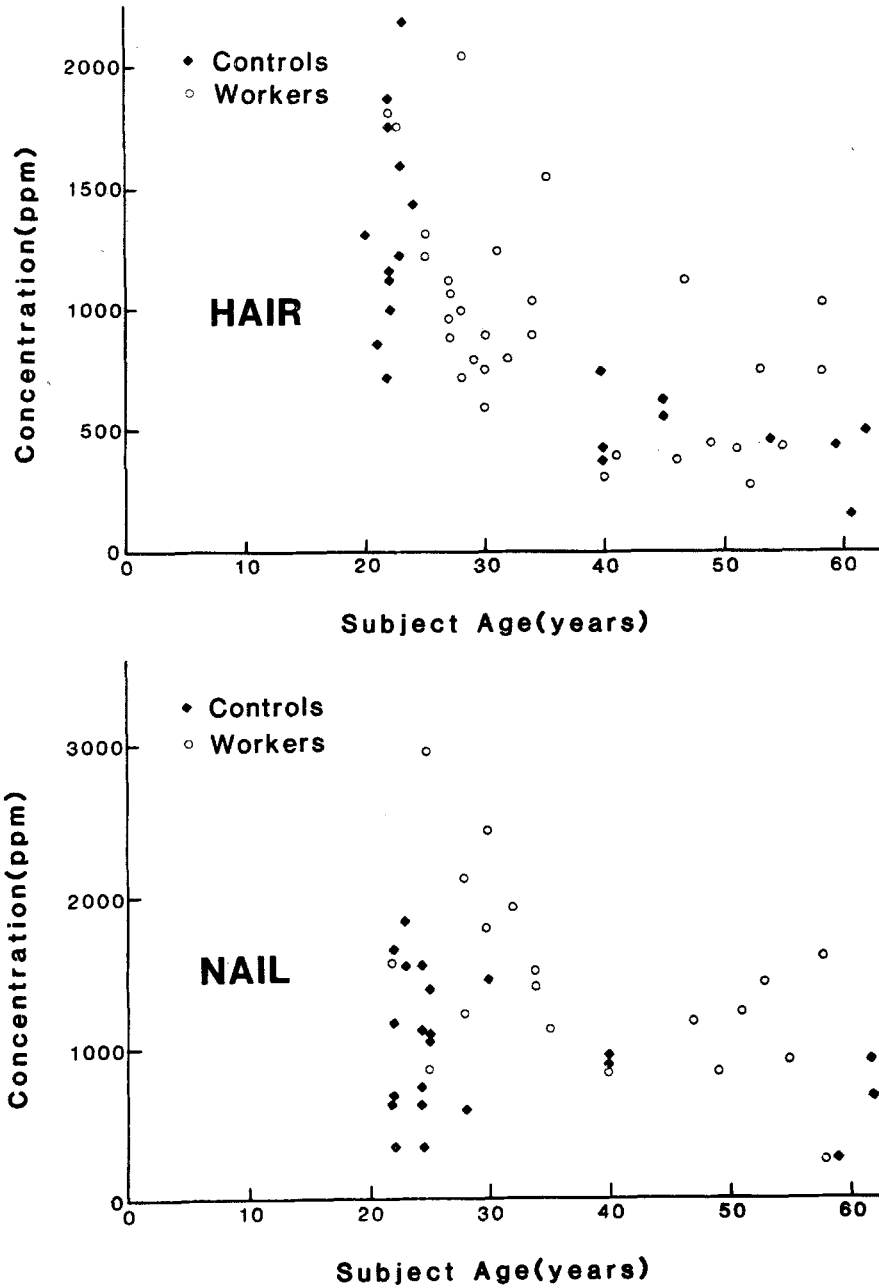 Controls
Workers
Concentration(ppm)
2000
1500
1000
500
0
HAIR
0 10 20 30 40 50 60
Subject Age(years)
Controls
Workers
Concentration(ppm)
3000
2000
1000
0
NAIL
0 10 20 30 40 50 60
Subject Age(years)